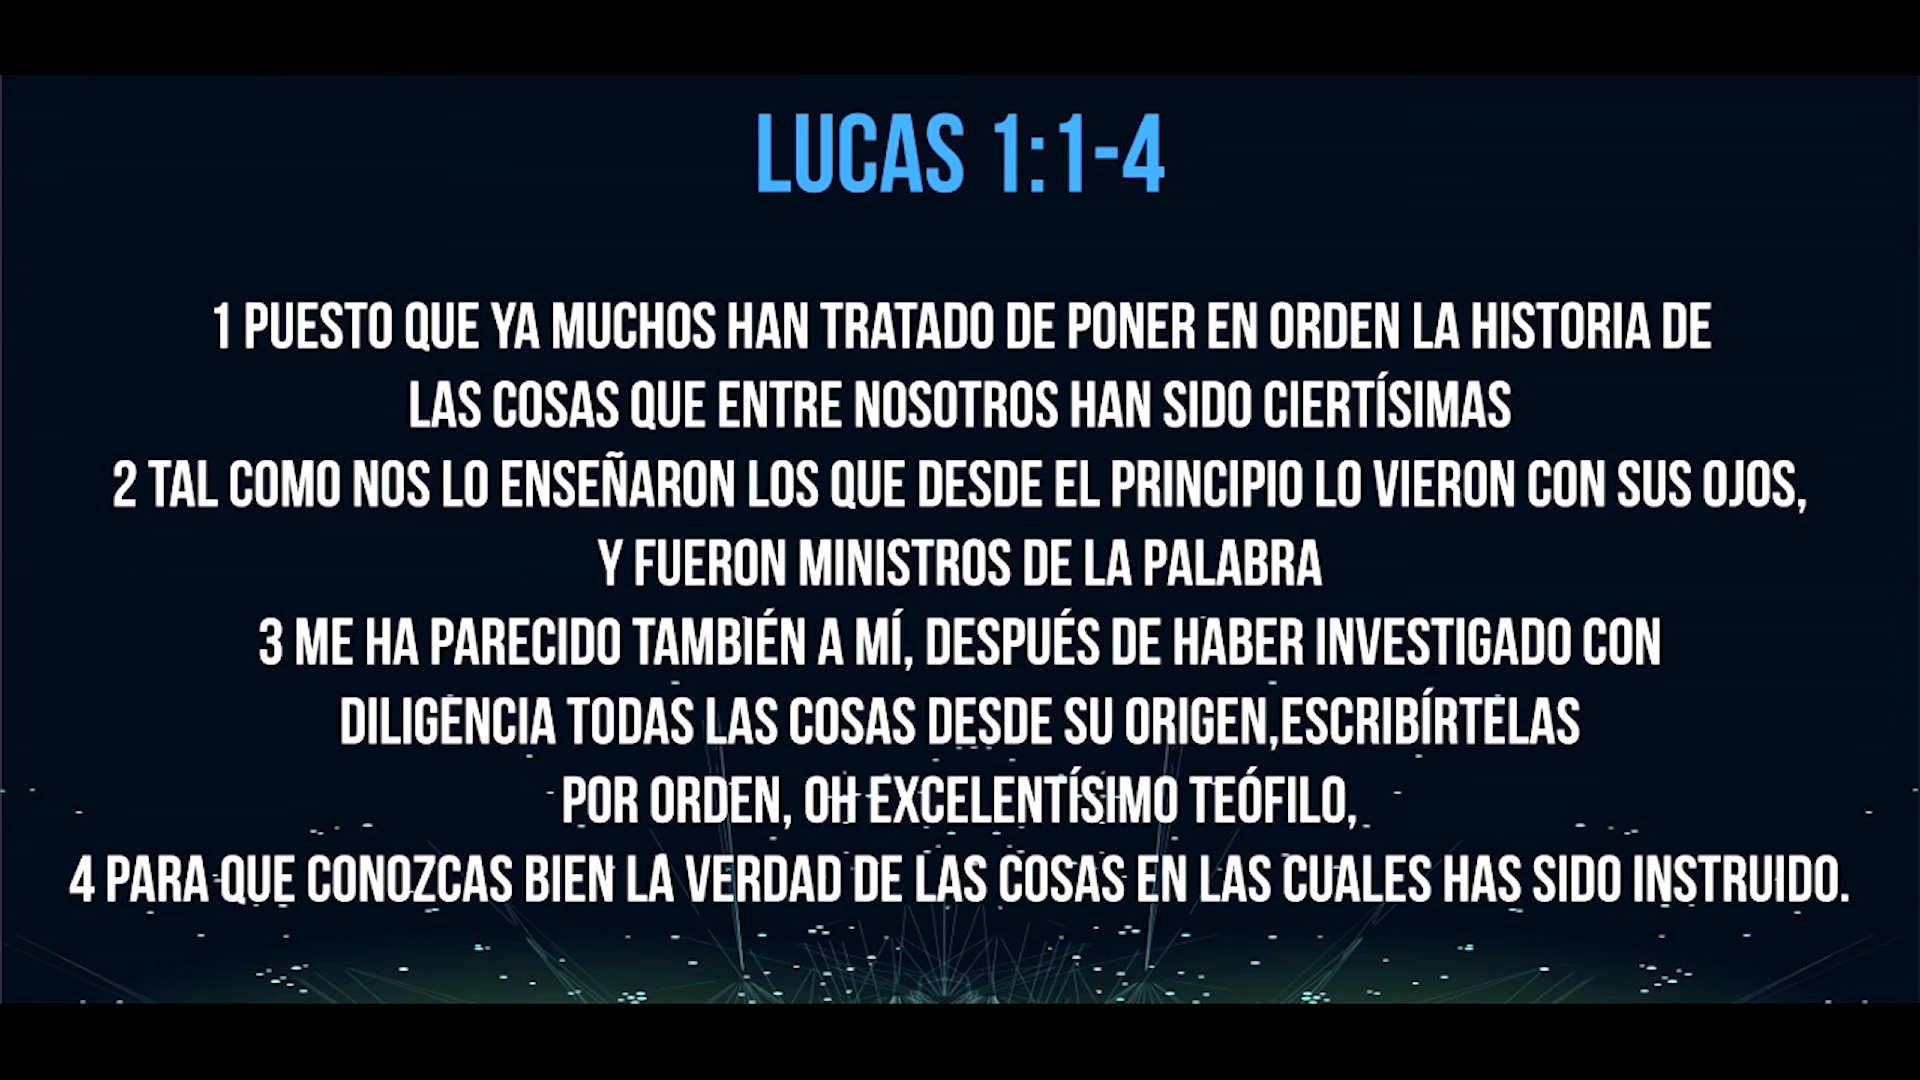 LUCAS 1:1-4
1 PUESTO QUE YA MUCHOS HAN TRATADO DE PONER EN ORDEN LA HISTORIA DE
LAS COSAS QUE ENTRE NOSOTROS HAN SIDO CIERTÍSIMAS
2 TAL COMO NOS LO ENSEÑARON LOS QUE DESDE EL PRINCIPIO LO VIERON CON SUS OJOS,
Y FUERON MINISTROS DE LA PALABRA
3 ME HA PARECIDO TAMBIÉN A MÍ, DESPUÉS DE HABER INVESTIGADO CON
DILIGENCIA TODAS LAS COSAS DESDE SU ORIGEN,ESCRIBÍRTELAS
POR ORDEN, OH EXCELENTÍSIMO TEÓFILO,
4 PARA QUE CONOZCAS BIEN LA VERDAD DE LAS COSAS EN LAS CUALES HAS SIDO INSTRUIDO.